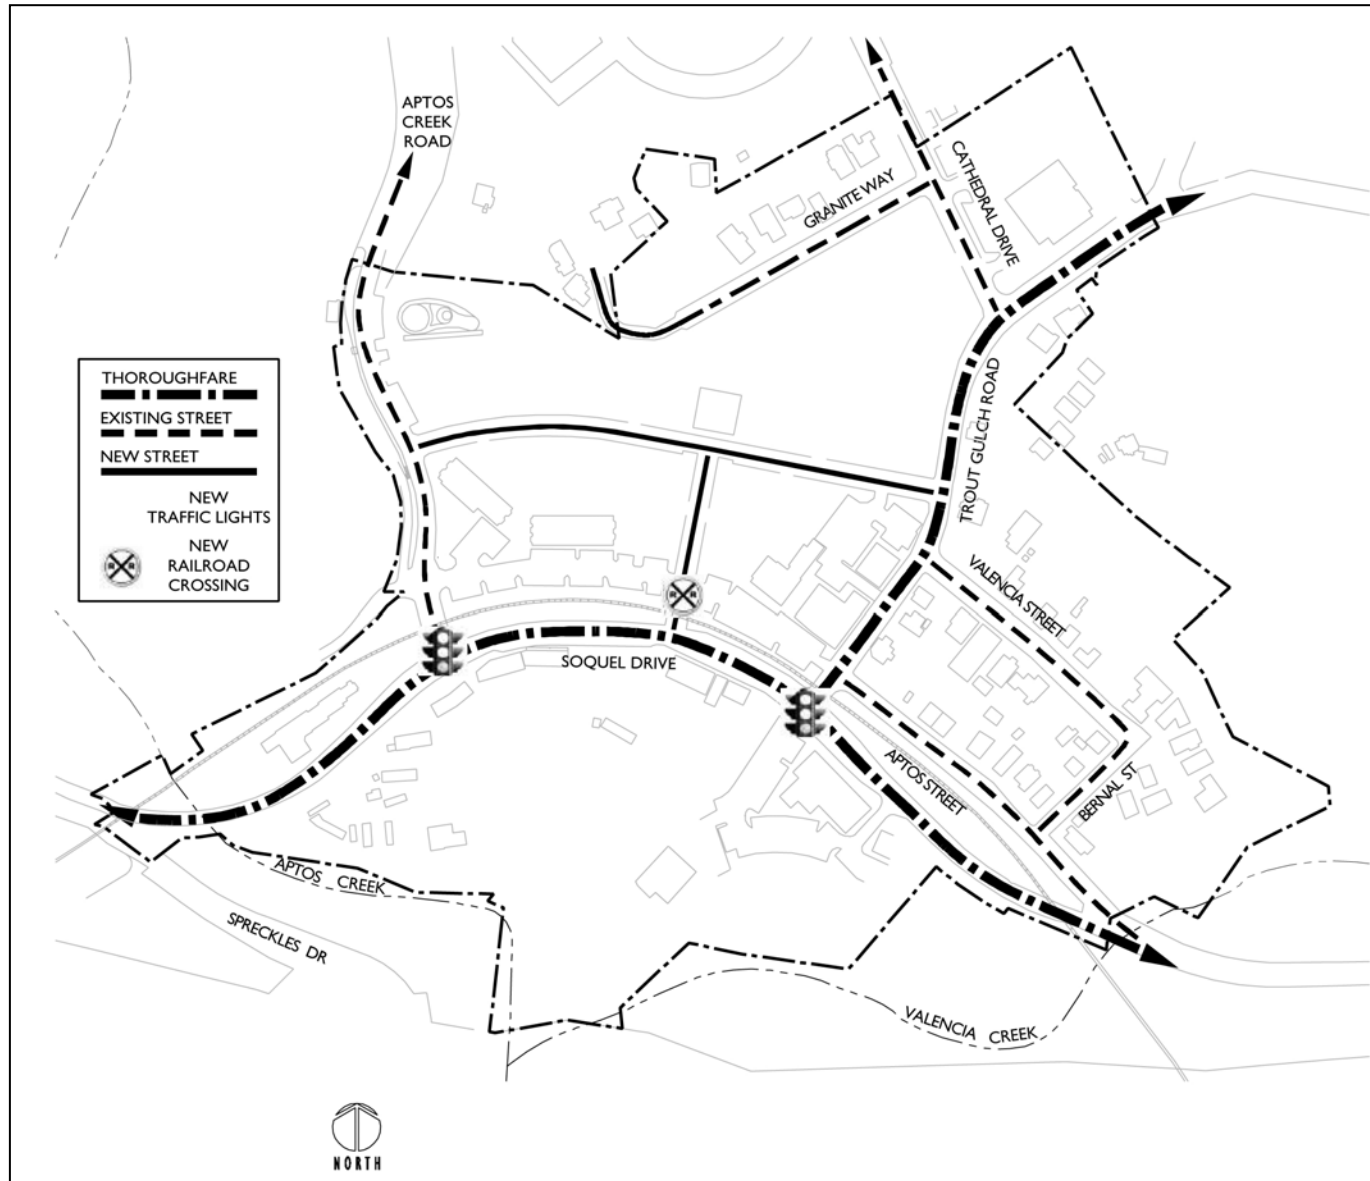 APTOS
CREEK
ROAD
CATHEDRAL DRIVE
GRANITE WAY
THOROUGHFARE
EXISTING STREET
NEW STREET
NEW
TRAFFIC LIGHTS
NEW
RAILROAD
CROSSING
R R
TROUT GULCH ROAD
VALENCIA STREET
R R
SOQUEL DRIVE
APTOS STREET
BERNAL ST
APTOS CREEK
SPRECKLES DR
VALENCIA CREEK
NORTH